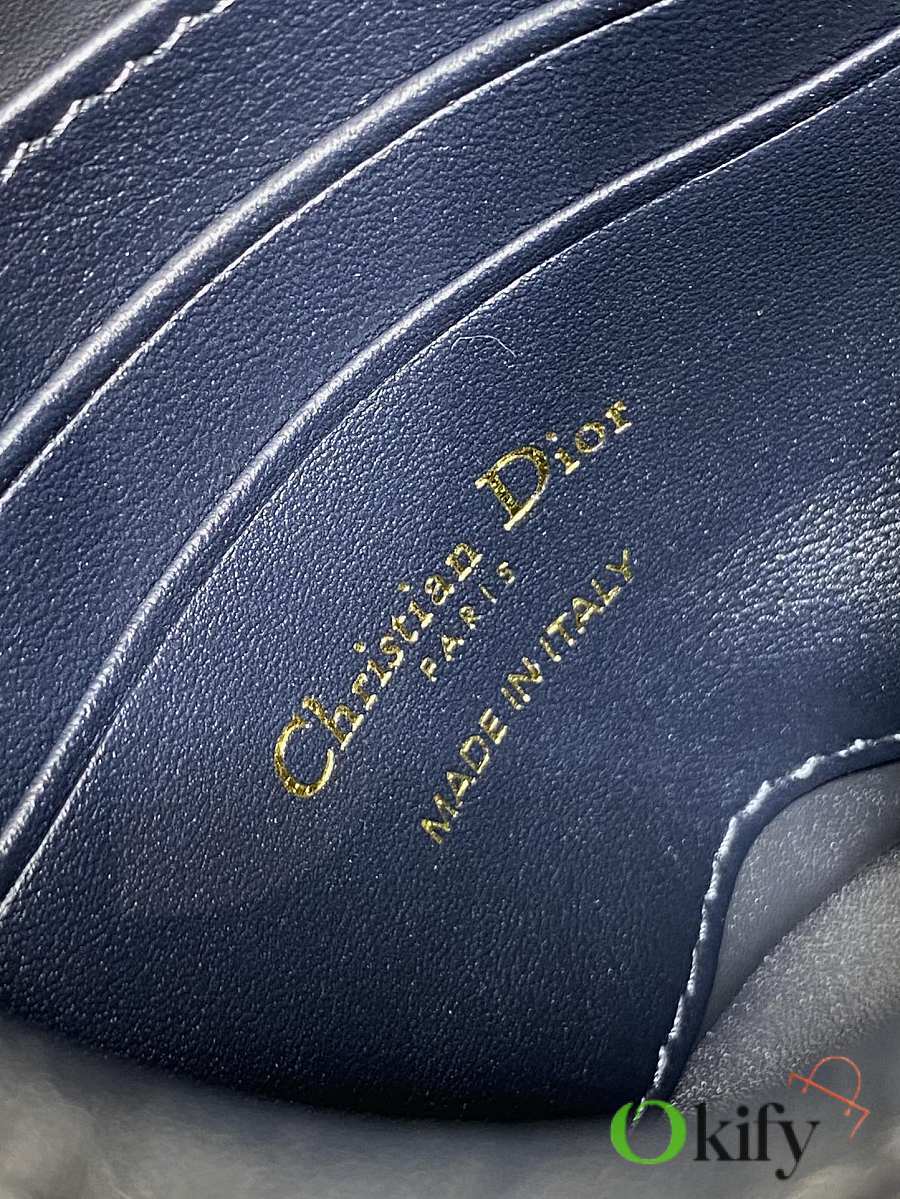 Christian Dior
PARIS
MADE IN ITALY
Okify